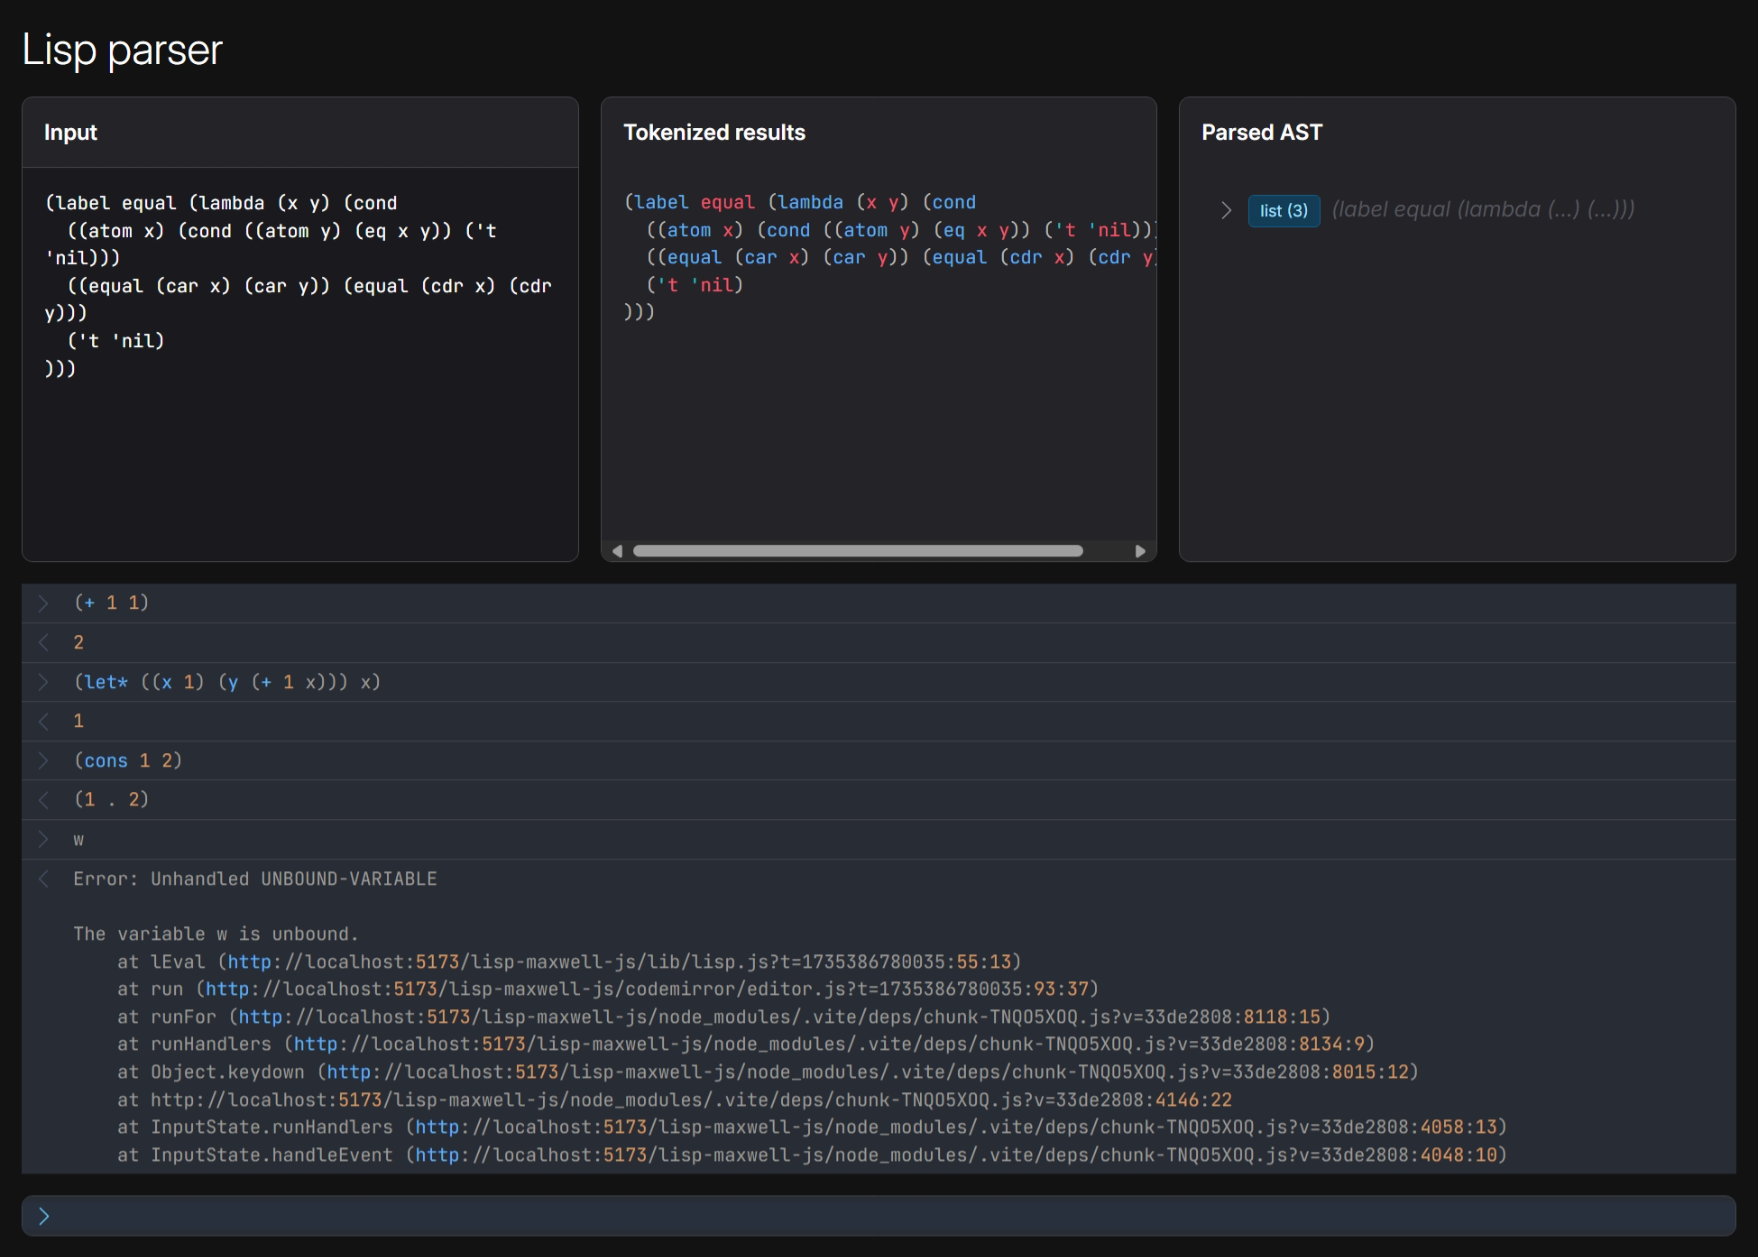 Lisp parser
Input
(label equal (lambda (x y) (cond
  ((atom x) (cond ((atom y) (eq x y)) ('t
'nil)))
  ((equal (car x) (car y)) (equal (cdr x) (cdr
y)))
  ('t 'nil)
)))
Tokenized results
(label equal (lambda (x y) (cond
  ((atom x) (cond ((atom y) (eq x y)) ('t 'nil)))
  ((equal (car x) (car y)) (equal (cdr x) (cdr y)
  ('t 'nil)
)))
Parsed AST
list (3) (label equal (lambda (...) (...)))
(+ 1 1)
2
(let* ((x 1) (y (+ 1 x))) x)
1
(cons 1 2)
(1 . 2)
w
Error: Unhandled UNBOUND-VARIABLE
The variable w is unbound.
    at lEval (http://localhost:5173/lisp-maxwell-js/lib/lisp.js?t=1735386780035:55:13)
    at run (http://localhost:5173/lisp-maxwell-js/codemirror/editor.js?t=1735386780035:93:37)
    at runFor (http://localhost:5173/lisp-maxwell-js/node_modules/.vite/deps/chunk-TNQO5XOQ.js?v=33de2808:8118:15)
    at runHandlers (http://localhost:5173/lisp-maxwell-js/node_modules/.vite/deps/chunk-TNQO5XOQ.js?v=33de2808:8134:9)
    at Object.keydown (http://localhost:5173/lisp-maxwell-js/node_modules/.vite/deps/chunk-TNQO5XOQ.js?v=33de2808:8015:12)
    at http://localhost:5173/lisp-maxwell-js/node_modules/.vite/deps/chunk-TNQO5XOQ.js?v=33de2808:4146:22
    at InputState.runHandlers (http://localhost:5173/lisp-maxwell-js/node_modules/.vite/deps/chunk-TNQO5XOQ.js?v=33de2808:4058:13)
    at InputState.handleEvent (http://localhost:5173/lisp-maxwell-js/node_modules/.vite/deps/chunk-TNQO5XOQ.js?v=33de2808:4048:10)